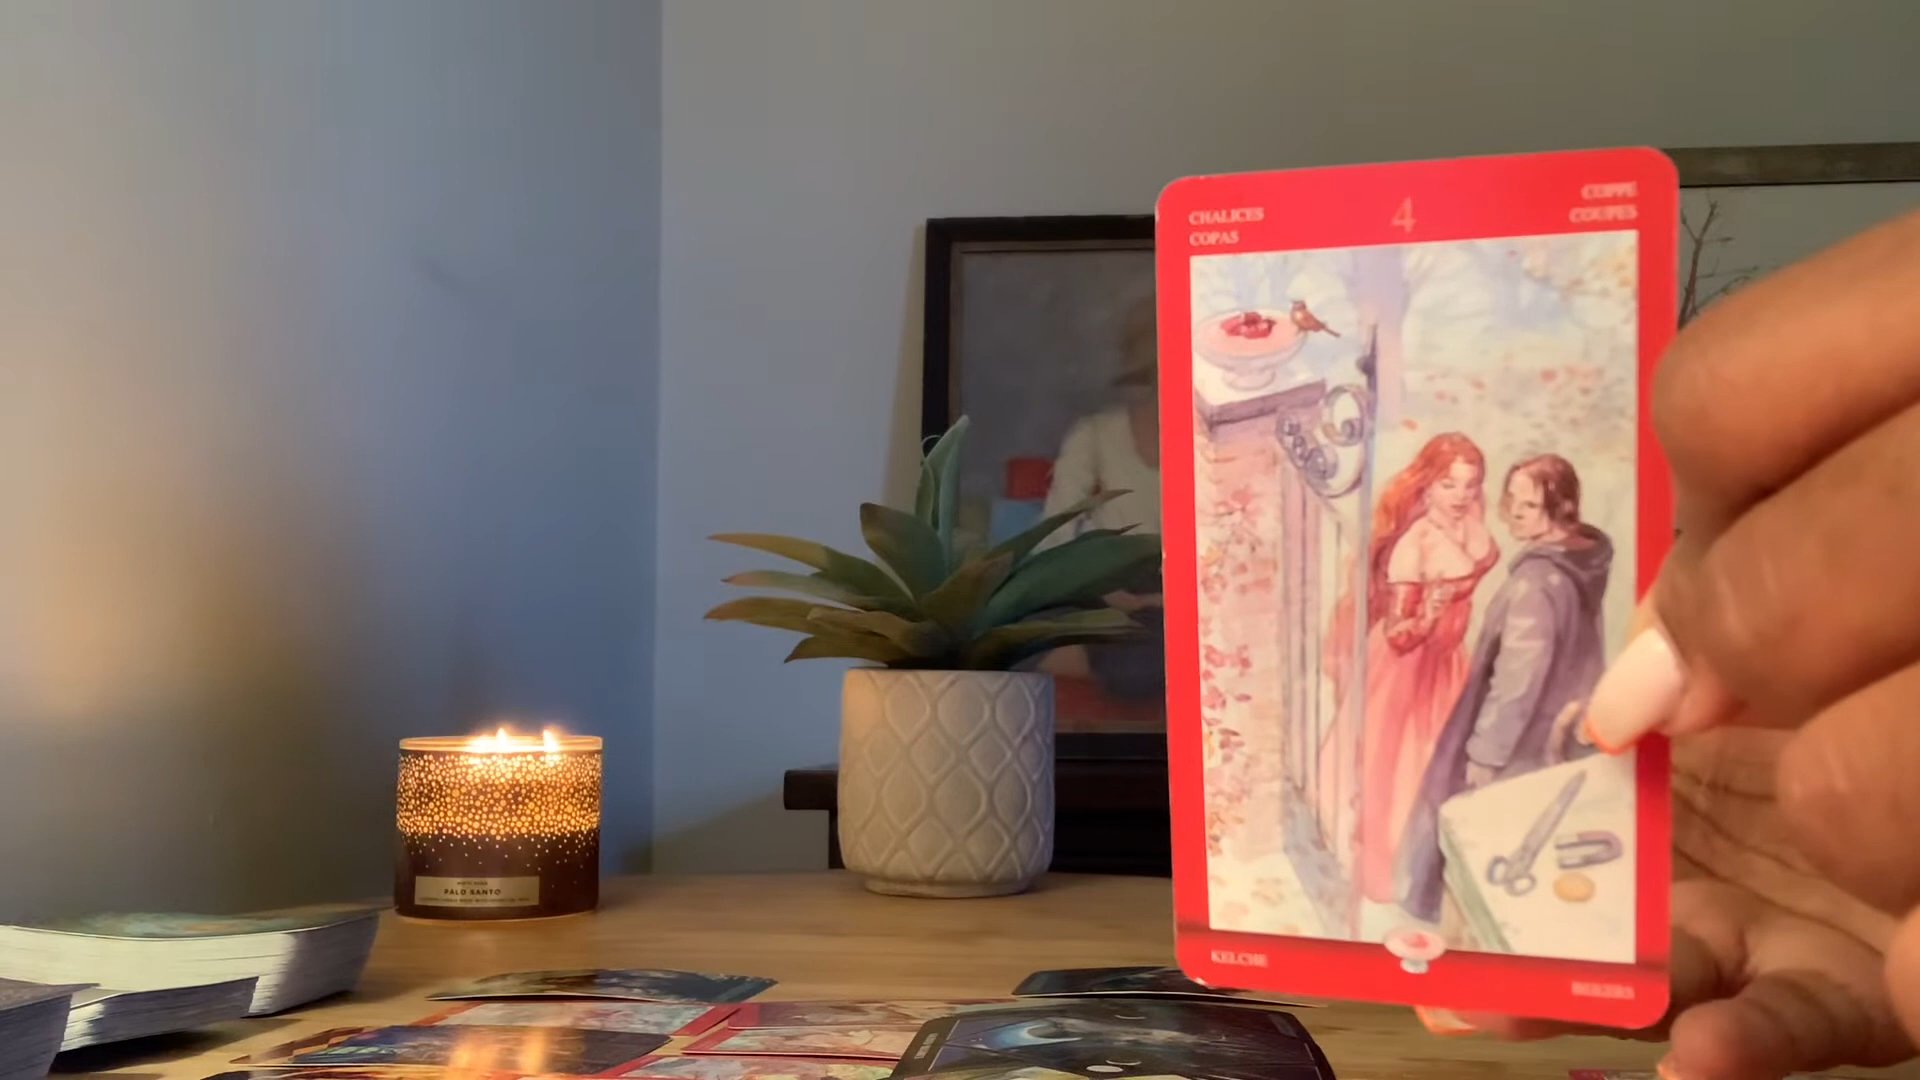 CHALICES
COPAS
4
COPPE
COUPES
KELCHE
BEKERS
PALO SANTO